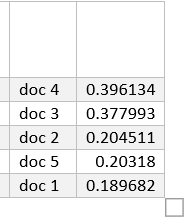 doc 4 0.396134
doc 3 0.377993
doc 2 0.204511
doc 5 0.20318
doc 1 0.189682